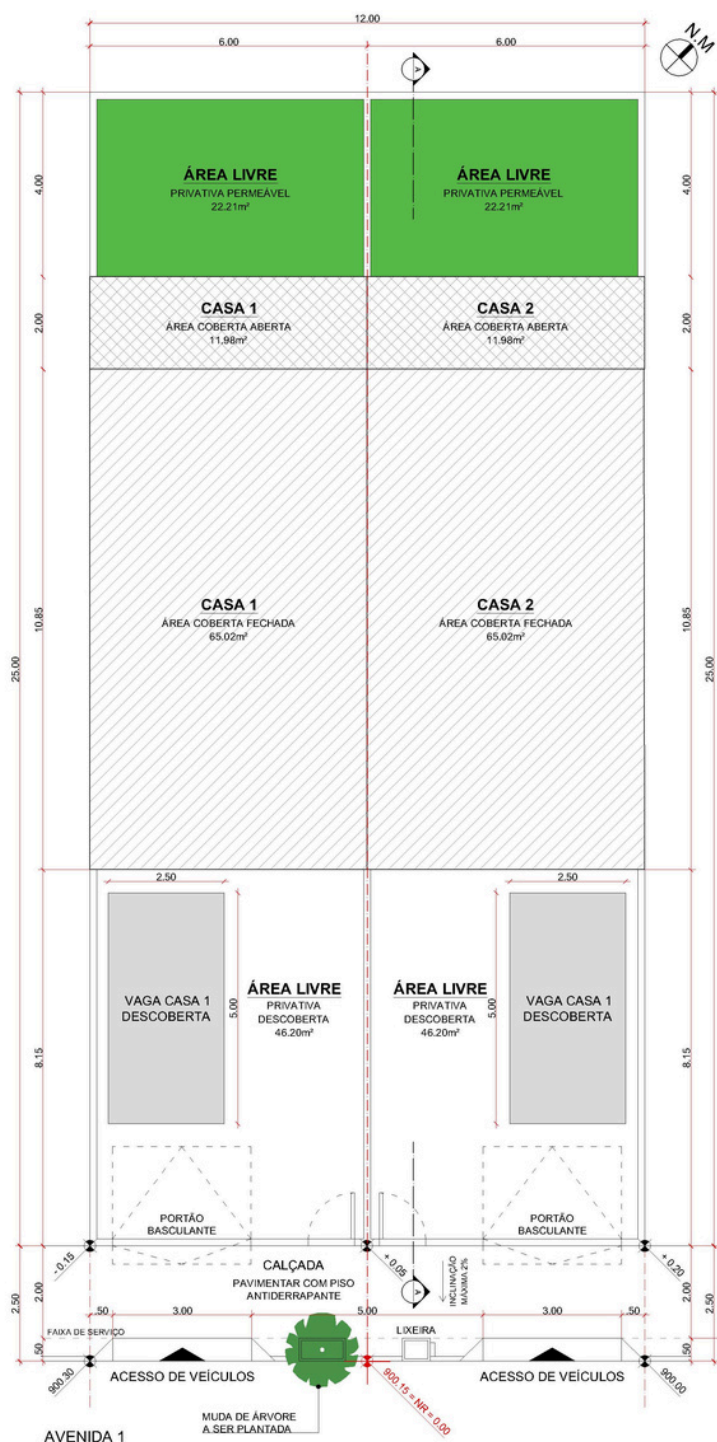 12.00
6.00
6.00
N.M
A
4.00
ÁREA LIVRE
PRIVATIVA PERMEÁVEL
22.21m²
ÁREA LIVRE
PRIVATIVA PERMEÁVEL
22.21m²
4.00
2.00
CASA 1
ÁREA COBERTA ABERTA
11.98m²
CASA 2
ÁREA COBERTA ABERTA
11.98m²
2.00
25.00
10.85
CASA 1
ÁREA COBERTA FECHADA
65.02m²
CASA 2
ÁREA COBERTA FECHADA
65.02m²
10.85
25.00
2.50
2.50
8.15
VAGA CASA 1
DESCOBERTA
5.00
ÁREA LIVRE
PRIVATIVA
DESCOBERTA
46.20m²
ÁREA LIVRE
PRIVATIVA
DESCOBERTA
46.20m²
5.00
VAGA CASA 1
DESCOBERTA
8.15
PORTÃO
BASCULANTE
PORTÃO
BASCULANTE
- 0.15
+ 0.05
+ 0.20
2.50
2.00
CALÇADA
PAVIMENTAR COM PISO
ANTIDERRAPANTE
INCLINAÇÃO
MÁXIMA 2%
A
2.00
2.50
.50
3.00
5.00
3.00
.50
FAIXA DE SERVIÇO
LIXEIRA
.50
.50
900.30
ACESSO DE VEÍCULOS
900.15 = NR = 0.00
ACESSO DE VEÍCULOS
900.00
MUDA DE ÁRVORE
A SER PLANTADA
AVENIDA 1